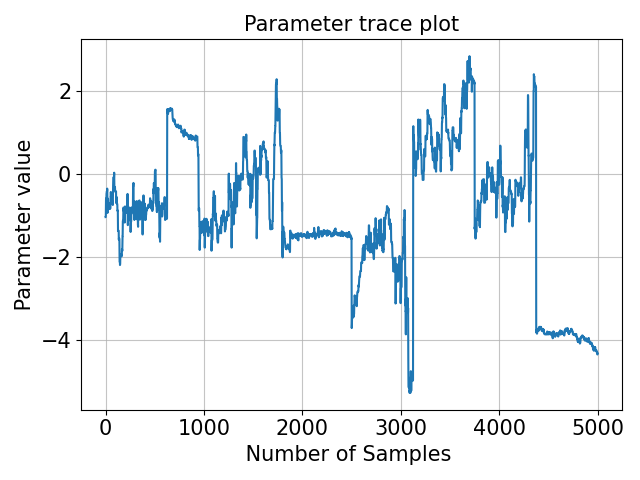 Parameter trace plot
Parameter value
2
0
−2
−4
0 1000 2000 3000 4000 5000
Number of Samples